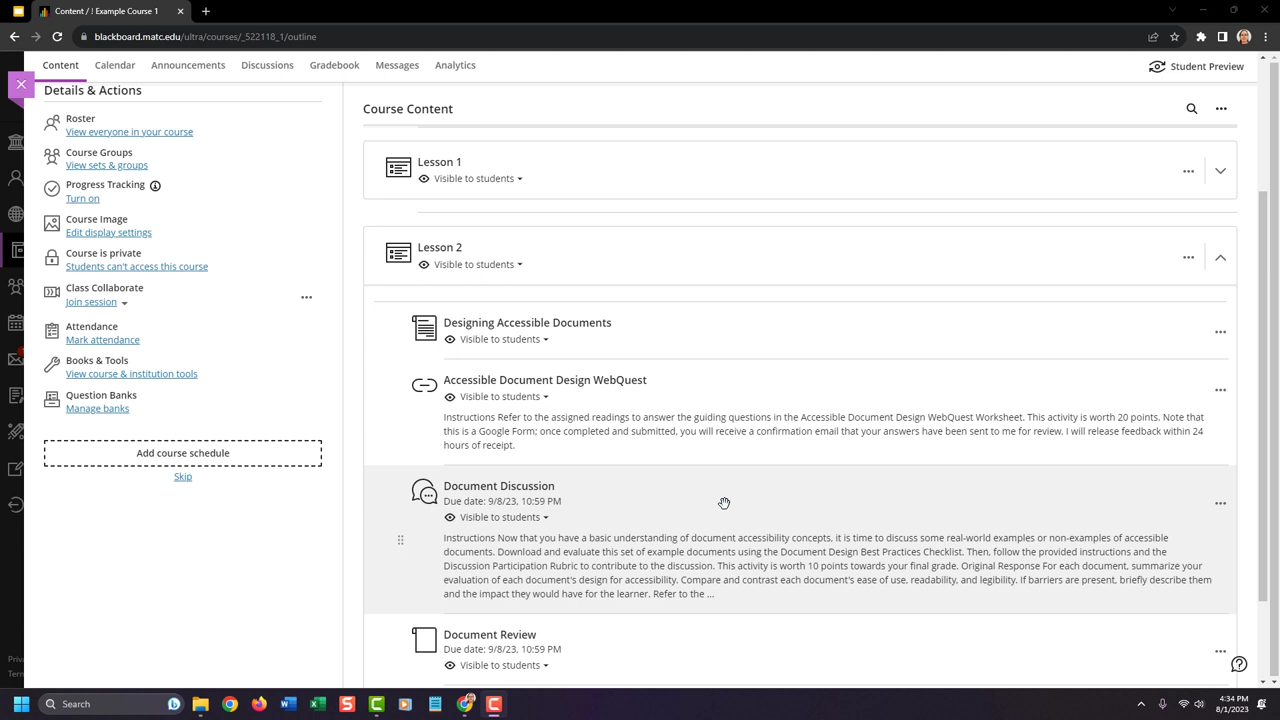 Content / ! Example Course 1
blackboard.matc.edu/ultra/courses/_522118_1/outline
Content Calendar Announcements Discussions Gradebook Messages Analytics
Student Preview
Details & Actions
Roster
View everyone in your course
Course Groups
View sets & groups
Progress Tracking
Turn on
Course Image
Edit display settings
Course is private
Students can't access this course
Class Collaborate
Join session
Attendance
Mark attendance
Books & Tools
View course & institution tools
Question Banks
Manage banks
Add course schedule
Skip
Course Content
Lesson 1
Visible to students
Lesson 2
Visible to students
Designing Accessible Documents
Visible to students
Accessible Document Design WebQuest
Visible to students
Instructions Refer to the assigned readings to answer the guiding questions in the Accessible Document Design WebQuest Worksheet. This activity is worth 20 points. Note that
this is a Google Form; once completed and submitted, you will receive a confirmation email that your answers have been sent to me for review. I will release feedback within 24
hours of receipt.
Document Discussion
Due date: 9/8/23, 10:59 PM
Visible to students
Instructions Now that you have a basic understanding of document accessibility concepts, it is time to discuss some real-world examples or non-examples of accessible
documents. Download and evaluate this set of example documents using the Document Design Best Practices Checklist. Then, follow the provided instructions and the
Discussion Participation Rubric to contribute to the discussion. This activity is worth 10 points towards your final grade. Original Response For each document, summarize your
evaluation of each document's design for accessibility. Compare and contrast each document's ease of use, readability, and legibility. If barriers are present, briefly describe them
and the impact they would have for the learner. Refer to the ...
Document Review
Due date: 9/8/23, 10:59 PM
Visible to students
Priv
Term
Search
4:34 PM
8/1/2023